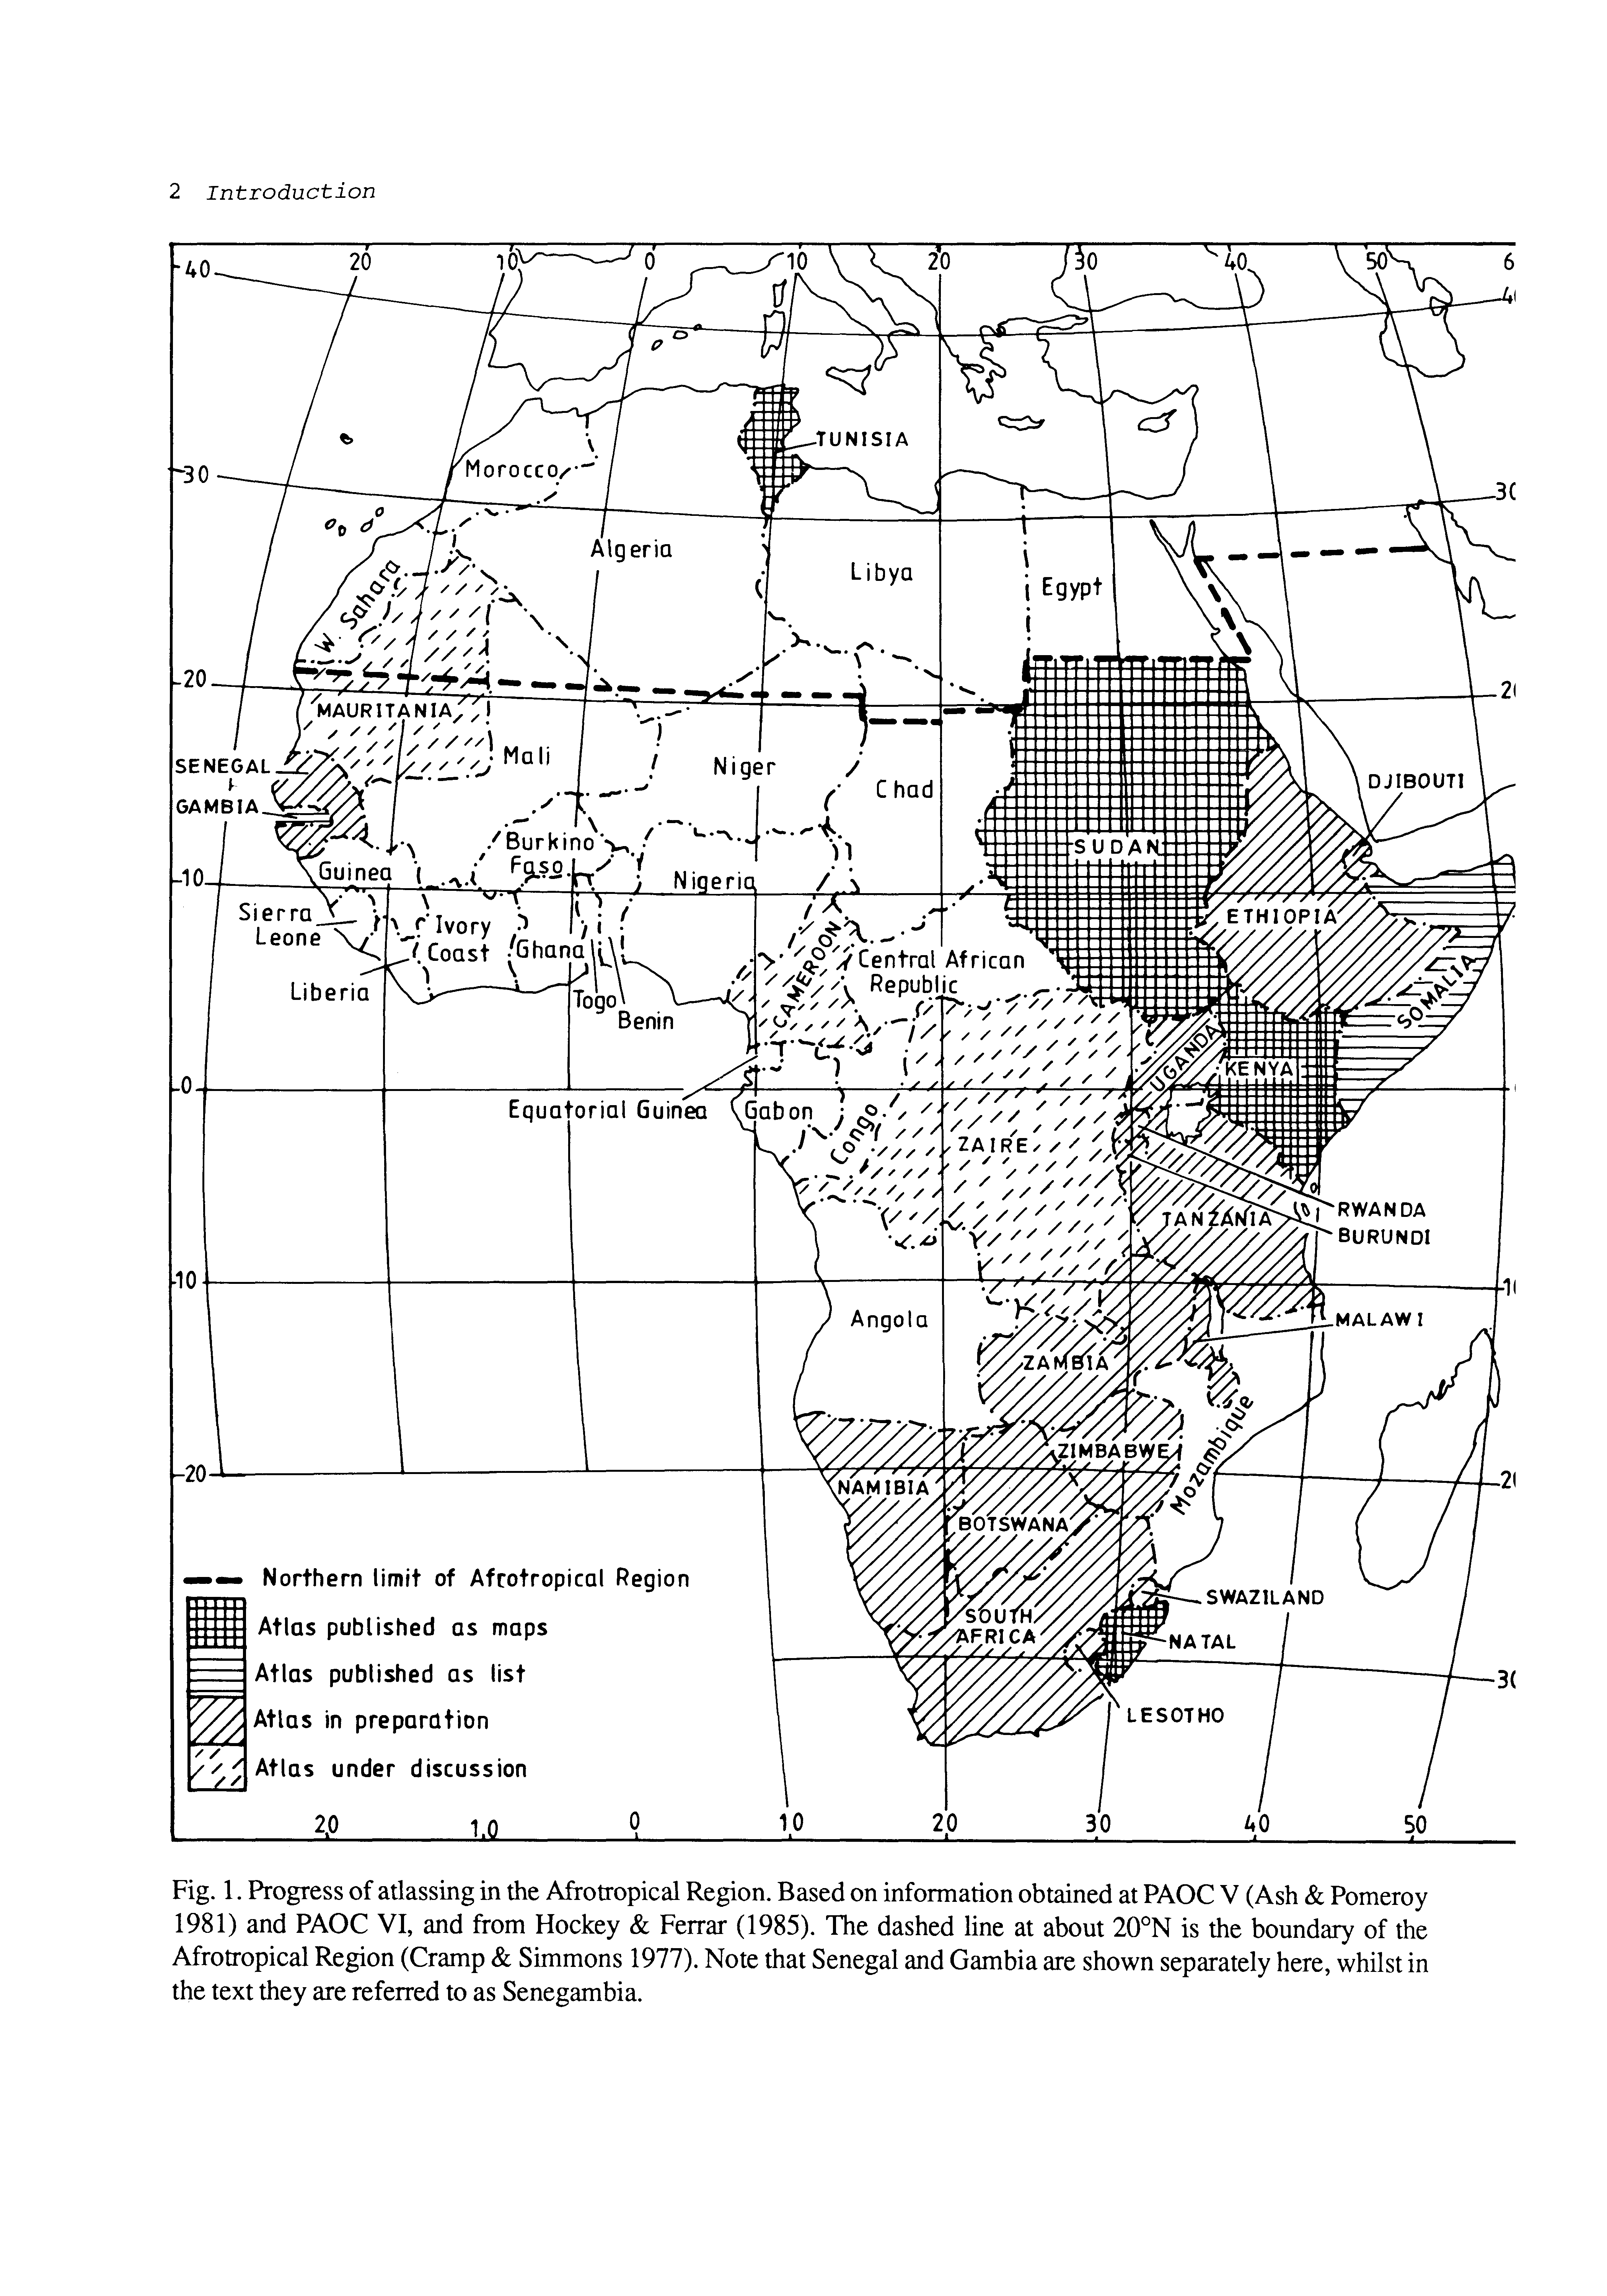 2 Introduction
40 20 10 0 10 20 30 40 50 6
4
TUNISIA
Morocco
30
30
Algeria
Libya
Egypt
W. Sahara
20
20
MAURITANIA
Mali
Niger
Chad
SENEGAL
GAMBIA
DJIBOUTI
SUDAN
Burkino
Faso
Guinea
Nigeria
10
ETHIOPIA
Sierra
Leone
Ivory
Coast
Ghana
CAMEROON
Central African
Republic
SOMALIA
Liberia
Togo
Benin
UGANDA
KENYA
0
Equatorial Guinea
Gabon
Congo
ZAIRE
RWANDA
TANZANIA
BURUNDI
10
10
Angola
MALAWI
ZAMBIA
Mozambique
ZIMBABWE
20
20
NAMIBIA
BOTSWANA
SWAZILAND
SOUTH
AFRICA
NATAL
30
LESOTHO
Northern limit of Afrotropical Region
Atlas published as maps
Atlas published as list
Atlas in preparation
Atlas under discussion
20 10 0 10 20 30 40 50
Fig. 1. Progress of atlassing in the Afrotropical Region. Based on information obtained at PAOC V (Ash & Pomeroy
1981) and PAOC VI, and from Hockey & Ferrar (1985). The dashed line at about 20°N is the boundary of the
Afrotropical Region (Cramp & Simmons 1977). Note that Senegal and Gambia are shown separately here, whilst in
the text they are referred to as Senegambia.